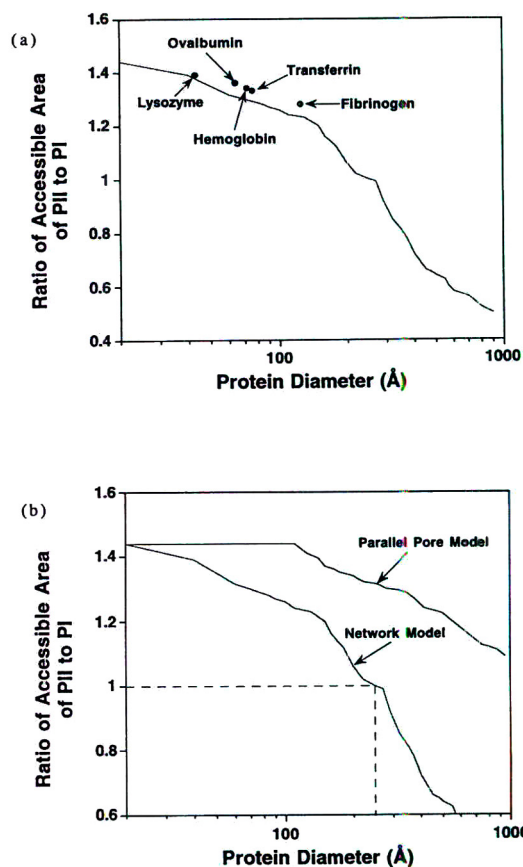 (a)
1.6
1.4
1.2
1
0.8
0.6
0.4
Ratio of Accessible Area
of PII to PI
Ovalbumin
Transferrin
Lysozyme
Fibrinogen
Hemoglobin
100
1000
Protein Diameter (Å)
(b)
1.6
1.4
1.2
1
0.8
0.6
Ratio of Accessible Area
of PII to PI
Parallel Pore Model
Network Model
100
1000
Protein Diameter (Å)